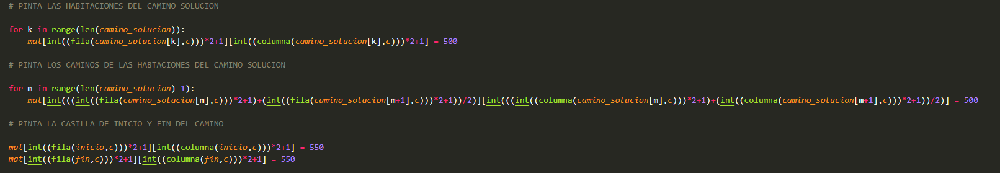 # PINTA LAS HABITACIONES DEL CAMINO SOLUCION
for k in range(len(camino_solucion)):
mat[int((fila(camino_solucion[k],c)))*2+1][int((columna(camino_solucion[k],c)))*2+1] = 500
# PINTA LOS CAMINOS DE LAS HABTACIONES DEL CAMINO SOLUCION
for m in range(len(camino_solucion)-1):
mat[int(((int((fila(camino_solucion[m],c)))*2+1)+(int((fila(camino_solucion[m+1],c)))*2+1))/2)][int(((int((columna(camino_solucion[m],c)))*2+1)+(int((columna(camino_solucion[m+1],c)))*2+1))/2)] = 500
# PINTA LA CASILLA DE INICIO Y FIN DEL CAMINO
mat[int((fila(inicio,c)))*2+1][int((columna(inicio,c)))*2+1] = 550
mat[int((fila(fin,c)))*2+1][int((columna(fin,c)))*2+1] = 550